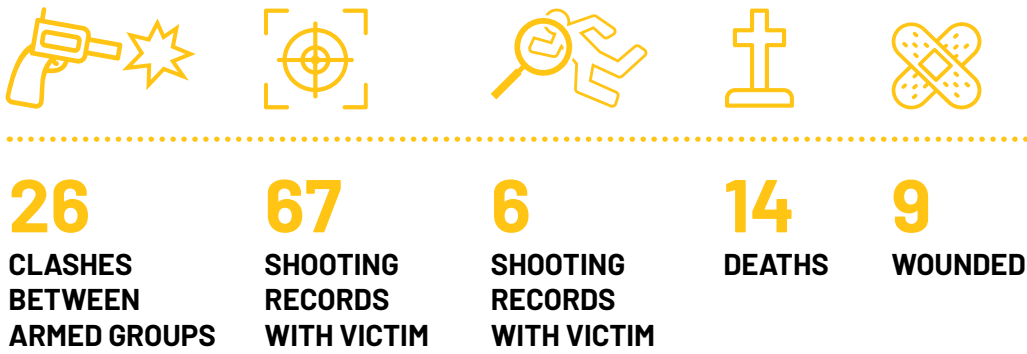 26
CLASHES
BETWEEN
ARMED GROUPS
67
SHOOTING
RECORDS
WITH VICTIM
6
SHOOTING
RECORDS
WITH VICTIM
14
DEATHS
9
WOUNDED